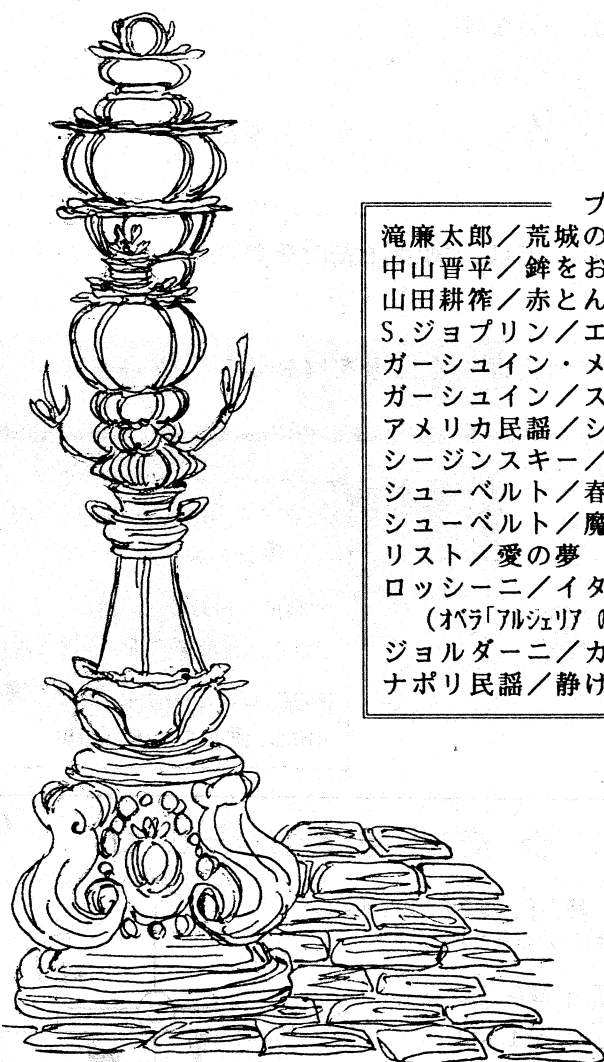 プ
滝廉太郎／荒城の
中山晋平／鉾をお
山田耕筰／赤とん
S.ジョプリン／エ
ガーシュイン・メ
ガーシュイン／ス
アメリカ民謡／シ
シージンスキー／
シューベルト／春
シューベルト／魔
リスト／愛の夢
ロッシーニ／イタ
(オペラ「アルジェリア の
ジョルダーニ／カ
ナポリ民謡／静け